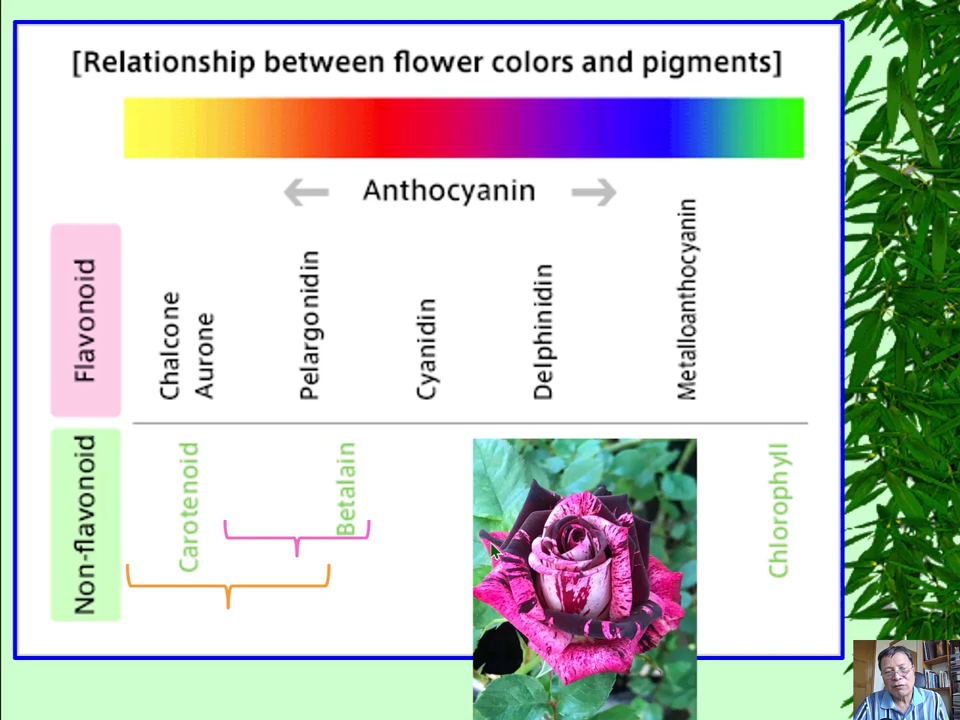 [Relationship between flower colors and pigments]
Anthocyanin
Flavonoid
Chalcone
Aurone
Pelargonidin
Cyanidin
Delphinidin
Metalloanthocyanin
Non-flavonoid
Carotenoid
Betalain
Chlorophyll